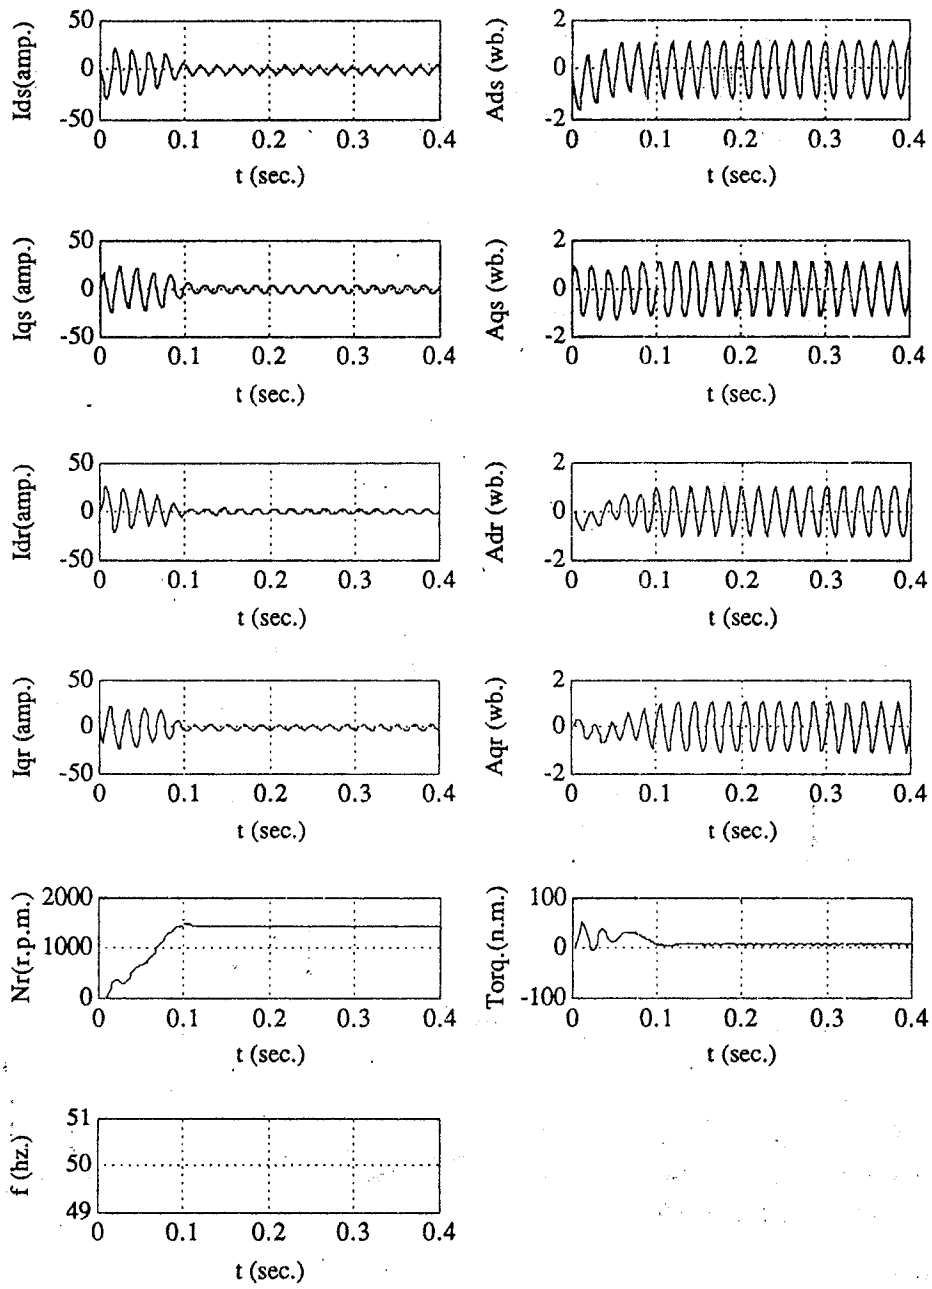 Ids(amp.)
50
0
-50
0 0.1 0.2 0.3 0.4
t (sec.)
Ads (wb.)
2
0
-2
0 0.1 0.2 0.3 0.4
t (sec.)
Iqs (amp.)
50
0
-50
0 0.1 0.2 0.3 0.4
t (sec.)
Aqs (wb.)
2
0
-2
0 0.1 0.2 0.3 0.4
t (sec.)
Idr(amp.)
50
0
-50
0 0.1 0.2 0.3 0.4
t (sec.)
Adr (wb.)
2
0
-2
0 0.1 0.2 0.3 0.4
t (sec.)
Iqr (amp.)
50
0
-50
0 0.1 0.2 0.3 0.4
t (sec.)
Aqr (wb.)
2
0
-2
0 0.1 0.2 0.3 0.4
t (sec.)
Nr(r.p.m.)
2000
1000
0
0 0.1 0.2 0.3 0.4
t (sec.)
Torq.(n.m.)
100
0
-100
0 0.1 0.2 0.3 0.4
t (sec.)
f (hz.)
51
50
49
0 0.1 0.2 0.3 0.4
t (sec.)